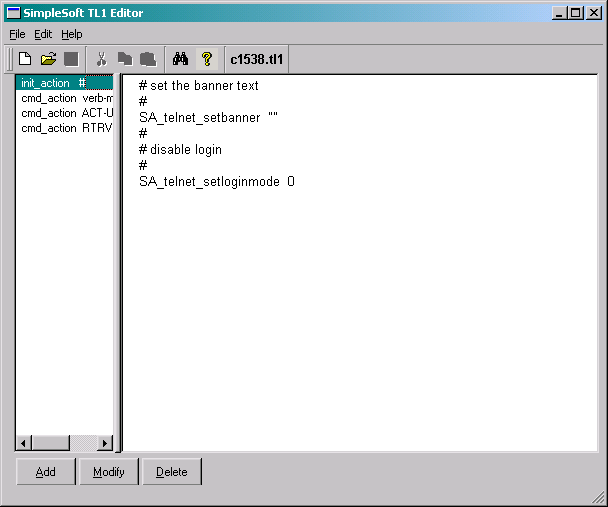 SimpleSoft TL1 Editor
File Edit Help
c1538.tl1
init_action #
cmd_action verb-m
cmd_action ACT-U
cmd_action RTRV
# set the banner text
#
SA_telnet_setbanner ""
#
# disable login
#
SA_telnet_setloginmode 0
Add Modify Delete